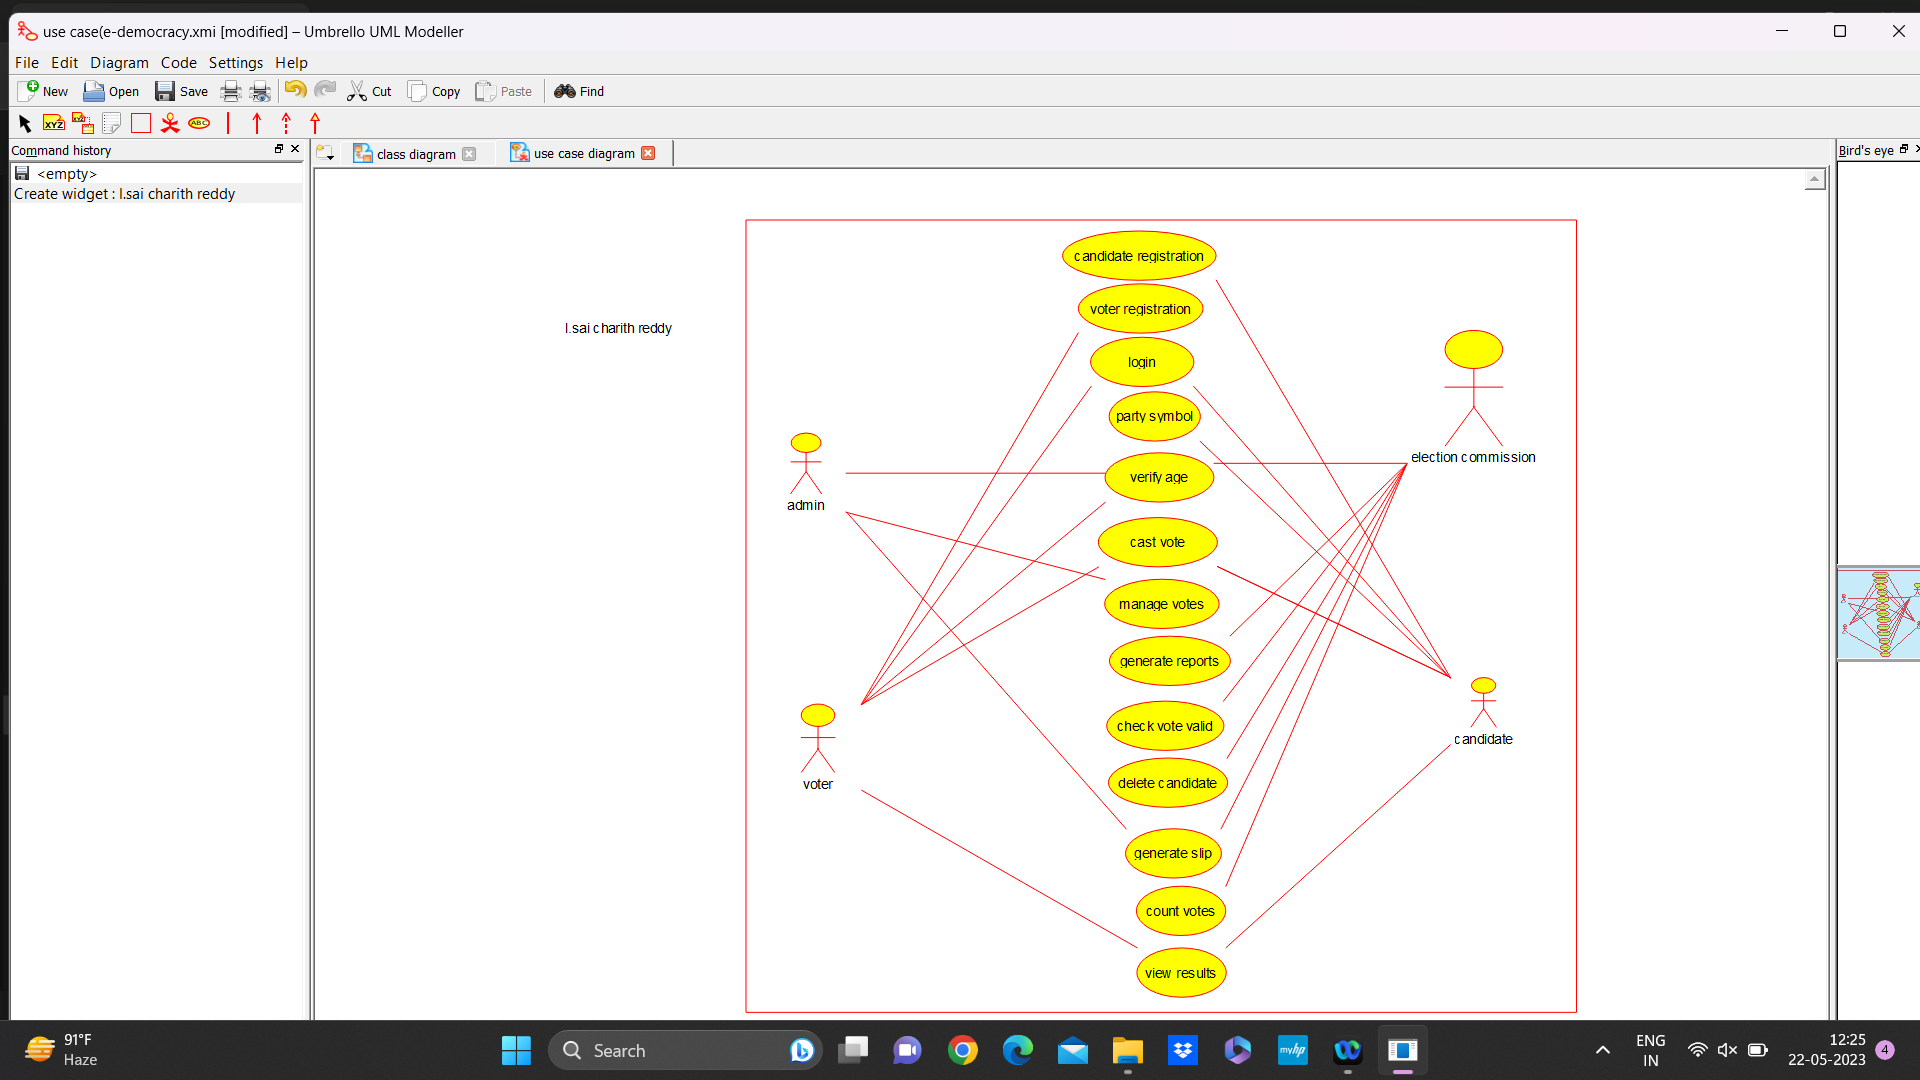 use case(e-democracy.xmi [modified] – Umbrello UML Modeller
File Edit Diagram Code Settings Help
New Open Save Cut Copy Paste Find
XYZ XYZ ABC
Command history
<empty>
Create widget : l.sai charith reddy
class diagram
use case diagram
Bird's eye
l.sai charith reddy
candidate registration
voter registration
login
party symbol
verify age
cast vote
manage votes
generate reports
check vote valid
delete candidate
generate slip
count votes
view results
admin
voter
election commission
candidate
91°F
Haze
Search
myhp
ENG
IN
12:25
22-05-2023
4